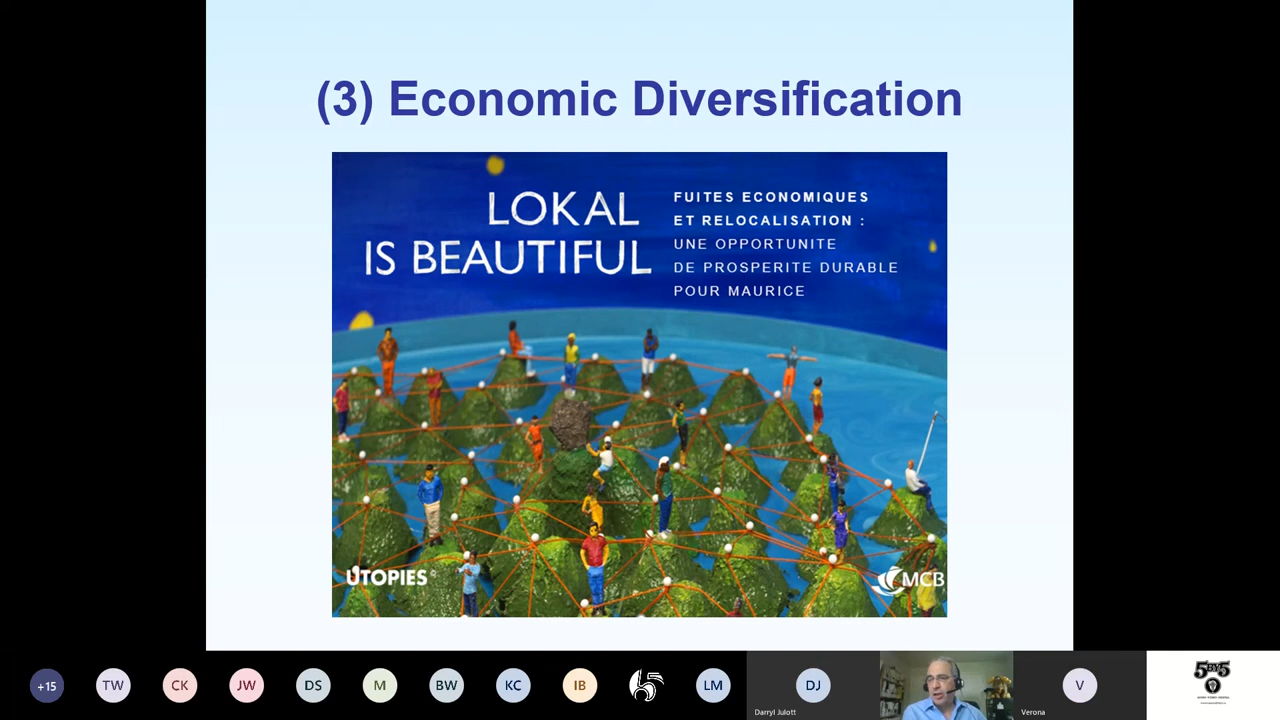 (3) Economic Diversification
LOKAL
IS BEAUTIFUL
FUITES ECONOMIQUES
ET RELOCALISATION :
UNE OPPORTUNITE
DE PROSPERITE DURABLE
POUR MAURICE
UTOPIES
MCB
+15
TW
CK
JW
DS
M
BW
KC
IB
LM
DJ
Darryl Julott
V
Verona
5BY5